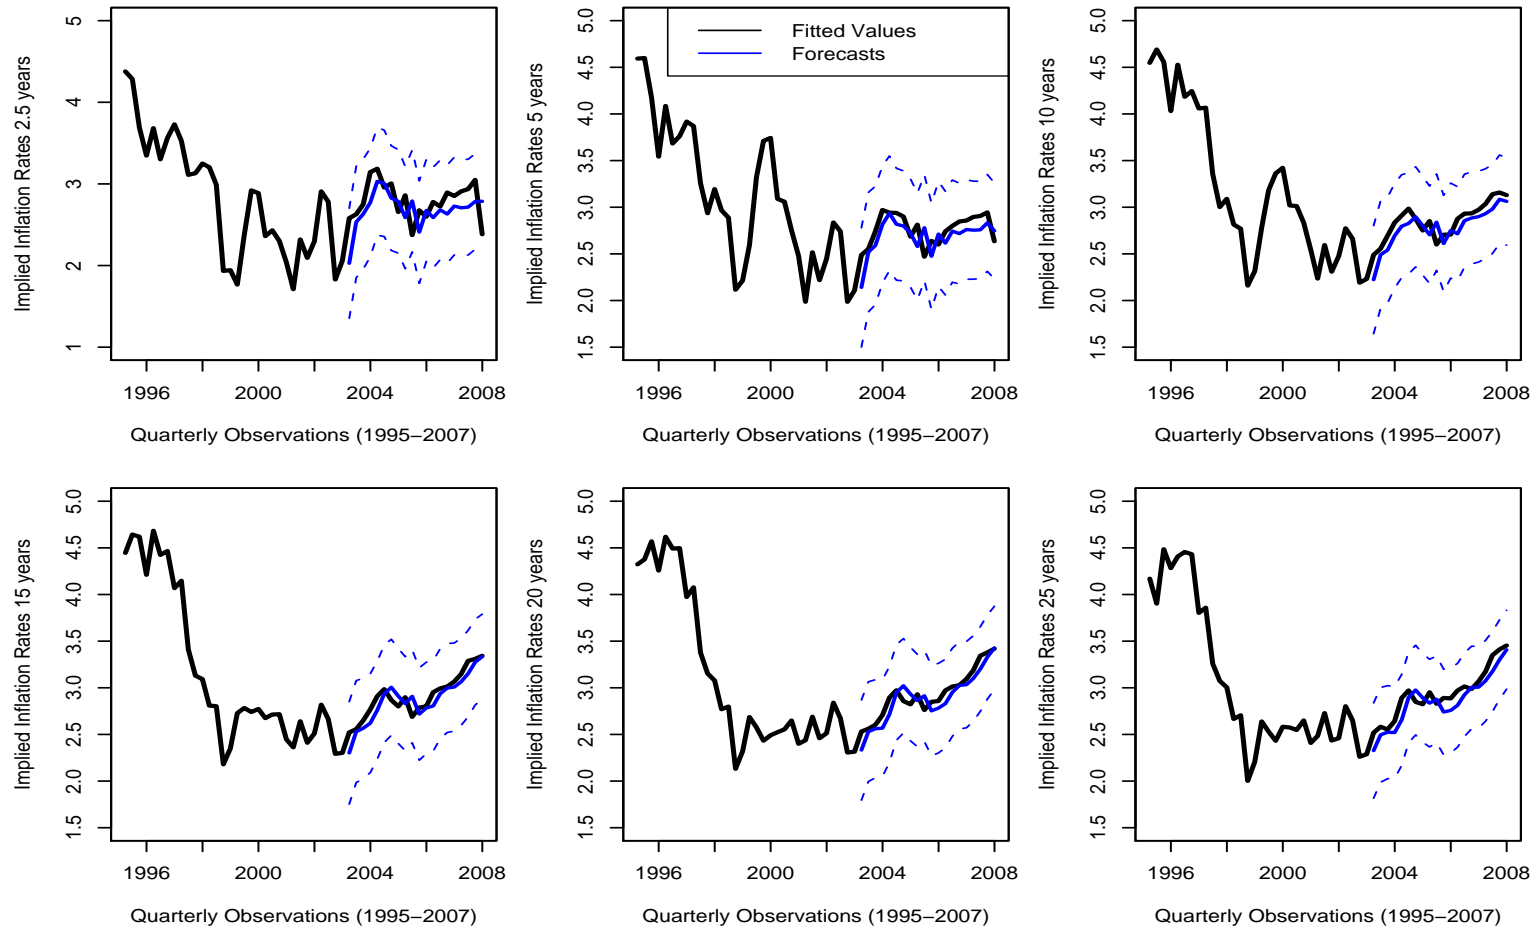 Implied Inflation Rates 2.5 years
5
4
3
2
1
1996 2000 2004 2008
Quarterly Observations (1995−2007)
Implied Inflation Rates 5 years
5.0
4.5
4.0
3.5
3.0
2.5
2.0
1.5
Fitted Values
Forecasts
1996 2000 2004 2008
Quarterly Observations (1995−2007)
Implied Inflation Rates 10 years
5.0
4.5
4.0
3.5
3.0
2.5
2.0
1.5
1996 2000 2004 2008
Quarterly Observations (1995−2007)
Implied Inflation Rates 15 years
5.0
4.5
4.0
3.5
3.0
2.5
2.0
1.5
1996 2000 2004 2008
Quarterly Observations (1995−2007)
Implied Inflation Rates 20 years
5.0
4.5
4.0
3.5
3.0
2.5
2.0
1.5
1996 2000 2004 2008
Quarterly Observations (1995−2007)
Implied Inflation Rates 25 years
5.0
4.5
4.0
3.5
3.0
2.5
2.0
1.5
1996 2000 2004 2008
Quarterly Observations (1995−2007)